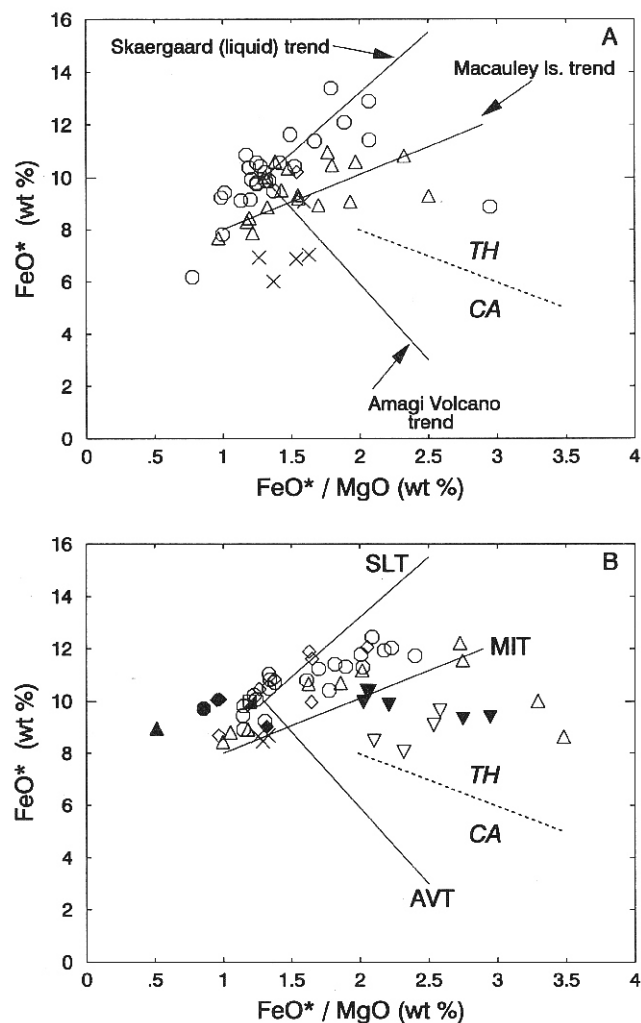 16
14
12
10
8
6
4
2
0
FeO* (wt %)
Skaergaard (liquid) trend
A
Macauley Is. trend
TH
CA
Amagi Volcano
trend
0 .5 1 1.5 2 2.5 3 3.5 4
FeO* / MgO (wt %)
16
14
12
10
8
6
4
2
0
FeO* (wt %)
SLT
B
MIT
TH
CA
AVT
0 .5 1 1.5 2 2.5 3 3.5 4
FeO* / MgO (wt %)